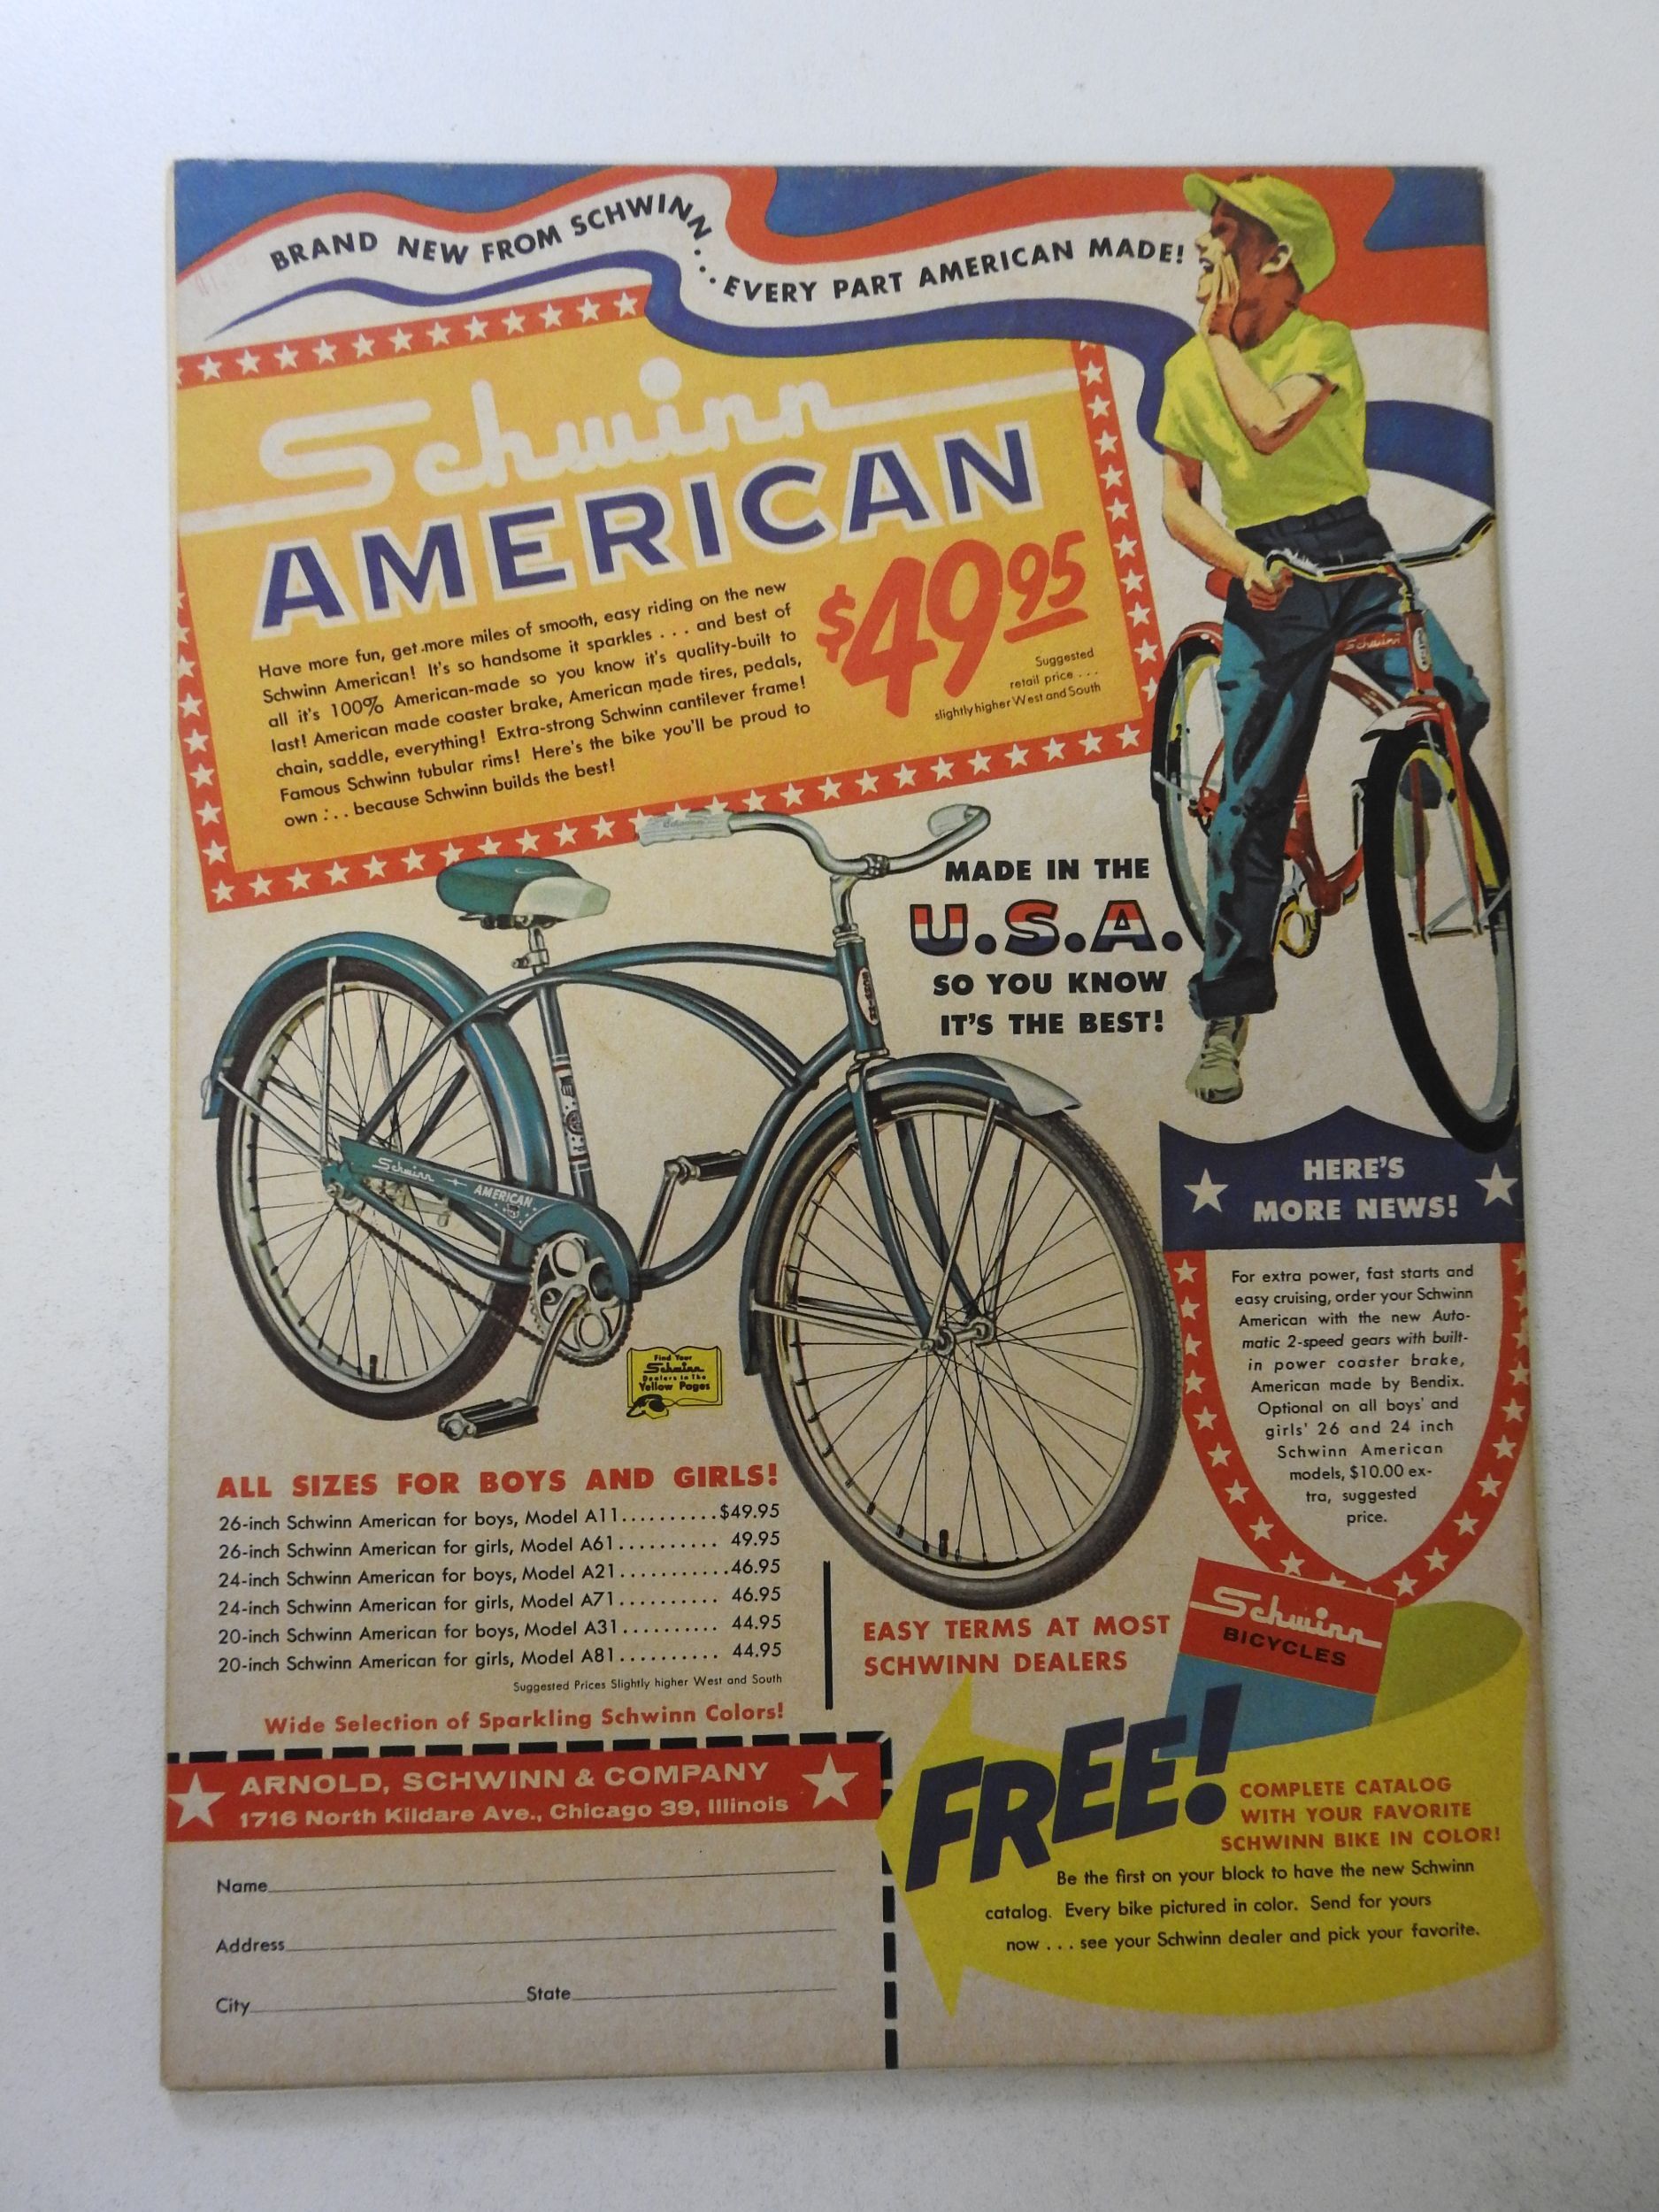 BRAND NEW FROM SCHWINN...
...EVERY PART AMERICAN MADE!
Schwinn
AMERICAN
Have more fun, get more miles of smooth, easy riding on the new
Schwinn American! It's so handsome it sparkles . . . and best of
all it's 100% American-made so you know it's quality-built to
last! American made coaster brake, American made tires, pedals,
chain, saddle, everything! Extra-strong Schwinn cantilever frame!
Famous Schwinn tubular rims! Here's the bike you'll be proud to
own . . . because Schwinn builds the best!
$49.95
Suggested
retail price . . .
slightly higher West and South
Schwinn
MADE IN THE
U.S.A.
SO YOU KNOW
IT'S THE BEST!
Schwinn AMERICAN
Find Your
Schwinn
Dealers In The
Yellow Pages
HERE'S
MORE NEWS!
For extra power, fast starts and
easy cruising, order your Schwinn
American with the new Auto-
matic 2-speed gears with built-
in power coaster brake,
American made by Bendix.
Optional on all boys' and
girls' 26 and 24 inch
Schwinn American
models, $10.00 ex-
tra, suggested
price.
ALL SIZES FOR BOYS AND GIRLS!
26-inch Schwinn American for boys, Model A11..........$49.95
26-inch Schwinn American for girls, Model A61.......... 49.95
24-inch Schwinn American for boys, Model A21...........46.95
24-inch Schwinn American for girls, Model A71.......... 46.95
20-inch Schwinn American for boys, Model A31.......... 44.95
20-inch Schwinn American for girls, Model A81.......... 44.95
Suggested Prices Slightly higher West and South
Wide Selection of Sparkling Schwinn Colors!
EASY TERMS AT MOST
SCHWINN DEALERS
Schwinn
BICYCLES
ARNOLD, SCHWINN & COMPANY
1716 North Kildare Ave., Chicago 39, Illinois
Name
Address
City State
FREE!
COMPLETE CATALOG
WITH YOUR FAVORITE
SCHWINN BIKE IN COLOR!
Be the first on your block to have the new Schwinn
catalog. Every bike pictured in color. Send for yours
now . . . see your Schwinn dealer and pick your favorite.